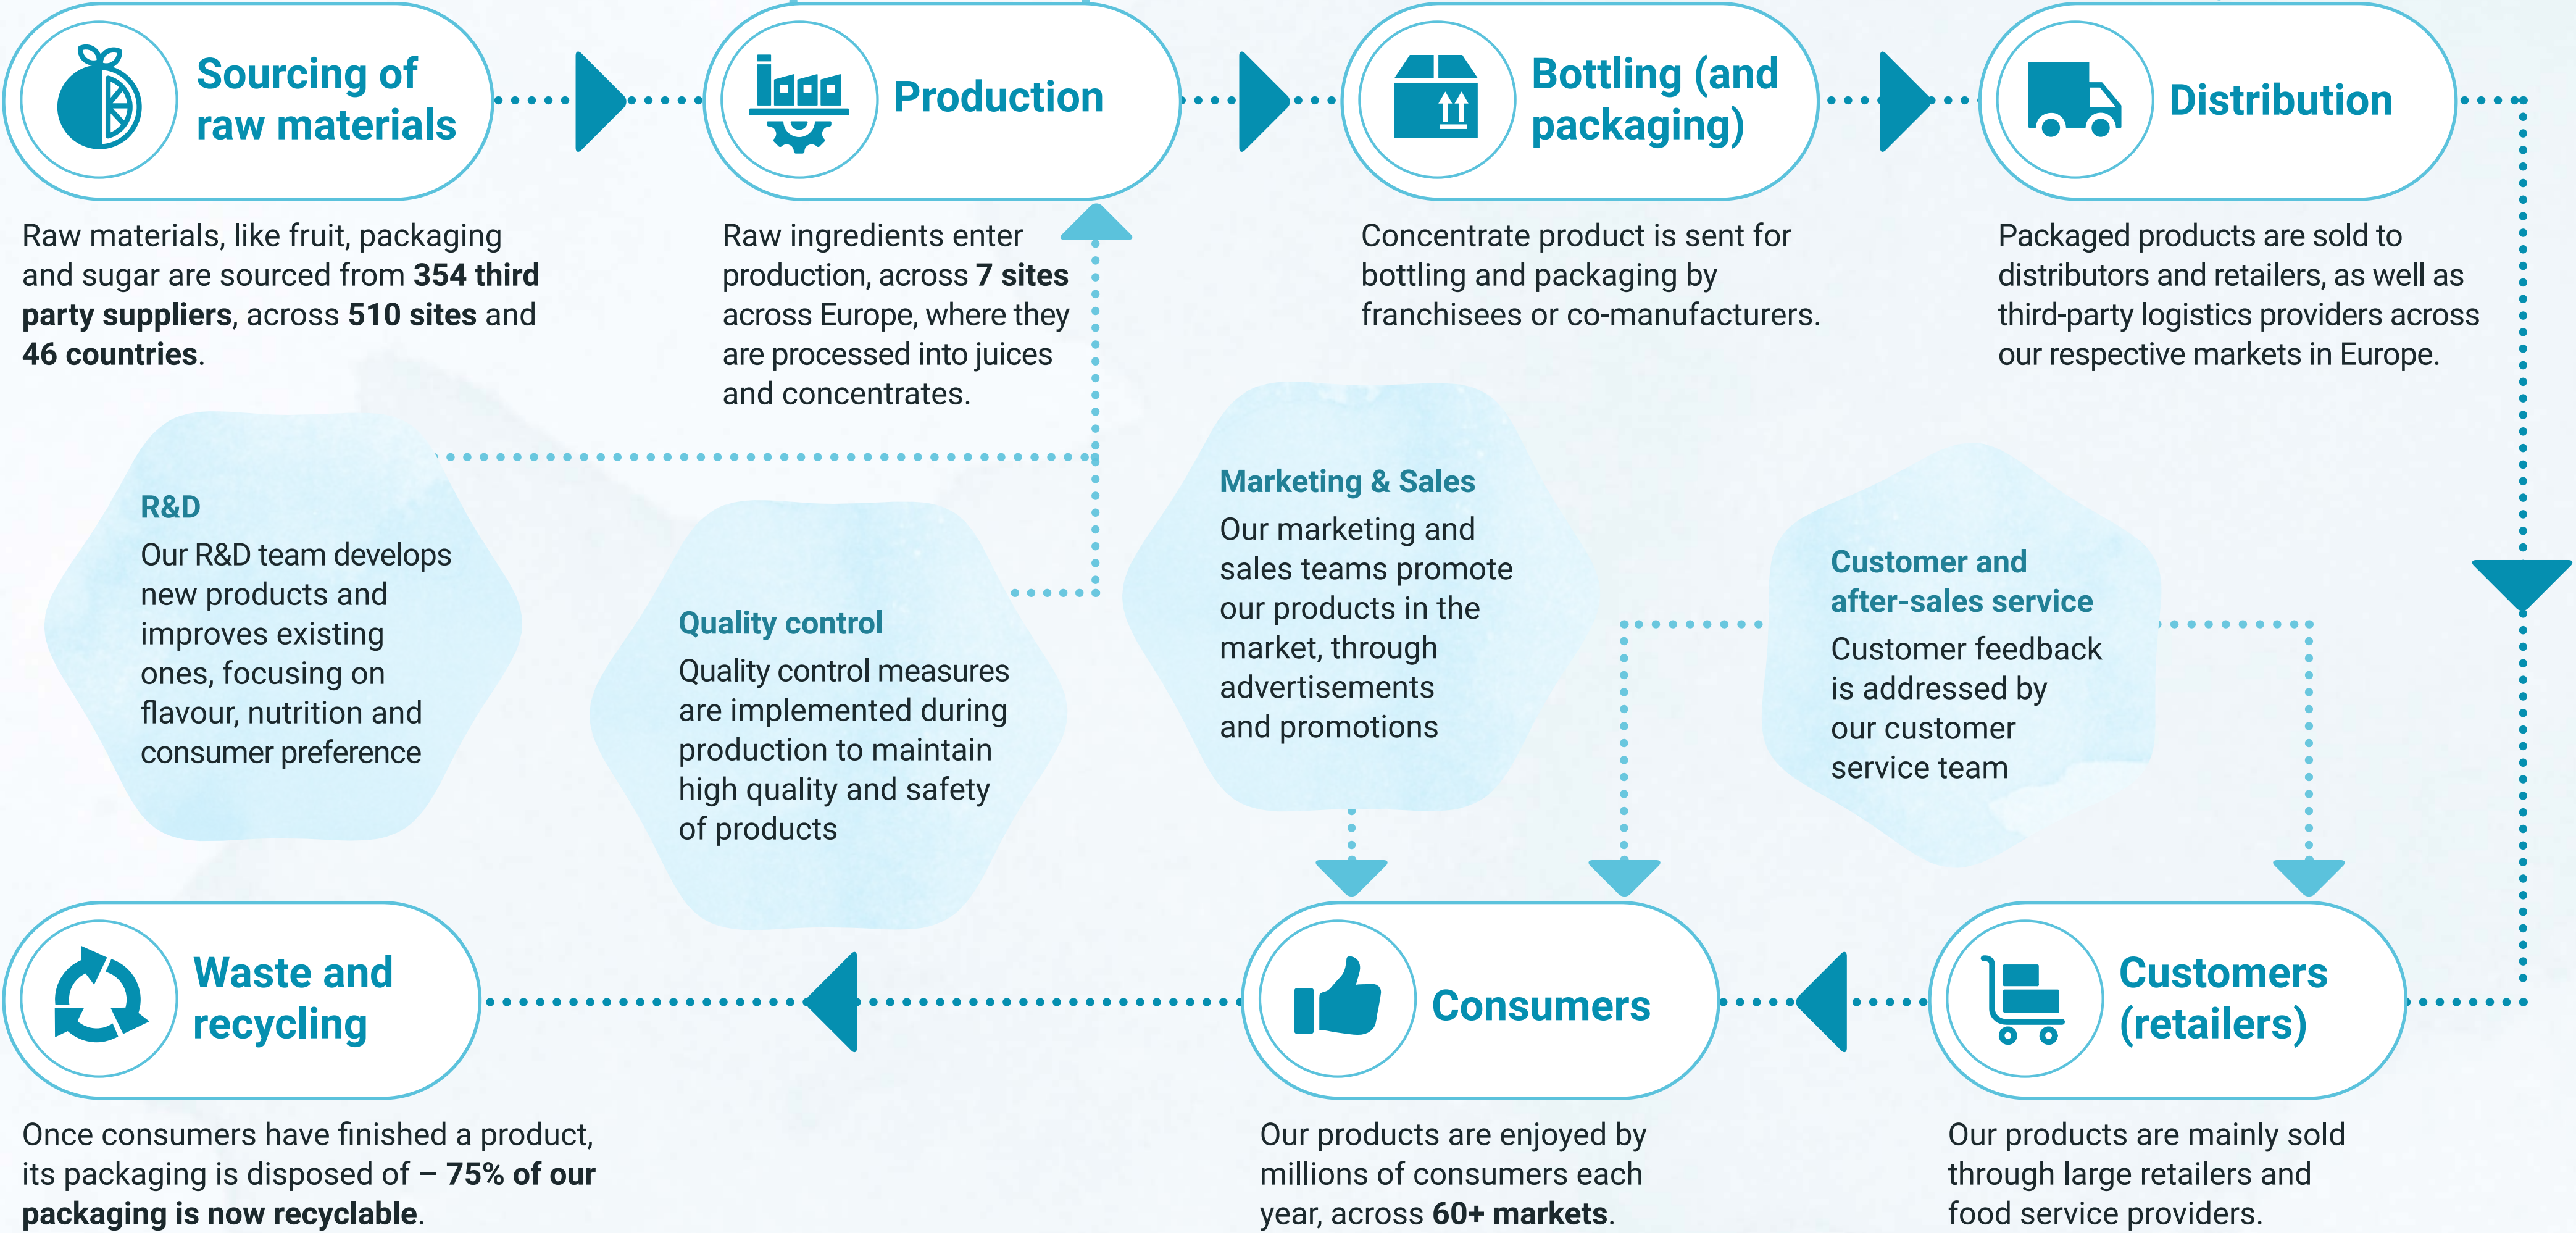 Sourcing of
raw materials
Raw materials, like fruit, packaging
and sugar are sourced from 354 third
party suppliers, across 510 sites and
46 countries.
Production
Raw ingredients enter
production, across 7 sites
across Europe, where they
are processed into juices
and concentrates.
Bottling (and
packaging)
Concentrate product is sent for
bottling and packaging by
franchisees or co-manufacturers.
Distribution
Packaged products are sold to
distributors and retailers, as well as
third-party logistics providers across
our respective markets in Europe.
R&D
Our R&D team develops
new products and
improves existing
ones, focusing on
flavour, nutrition and
consumer preference
Quality control
Quality control measures
are implemented during
production to maintain
high quality and safety
of products
Marketing & Sales
Our marketing and
sales teams promote
our products in the
market, through
advertisements
and promotions
Customer and
after-sales service
Customer feedback
is addressed by
our customer
service team
Waste and
recycling
Once consumers have finished a product,
its packaging is disposed of – 75% of our
packaging is now recyclable.
Consumers
Our products are enjoyed by
millions of consumers each
year, across 60+ markets.
Customers
(retailers)
Our products are mainly sold
through large retailers and
food service providers.